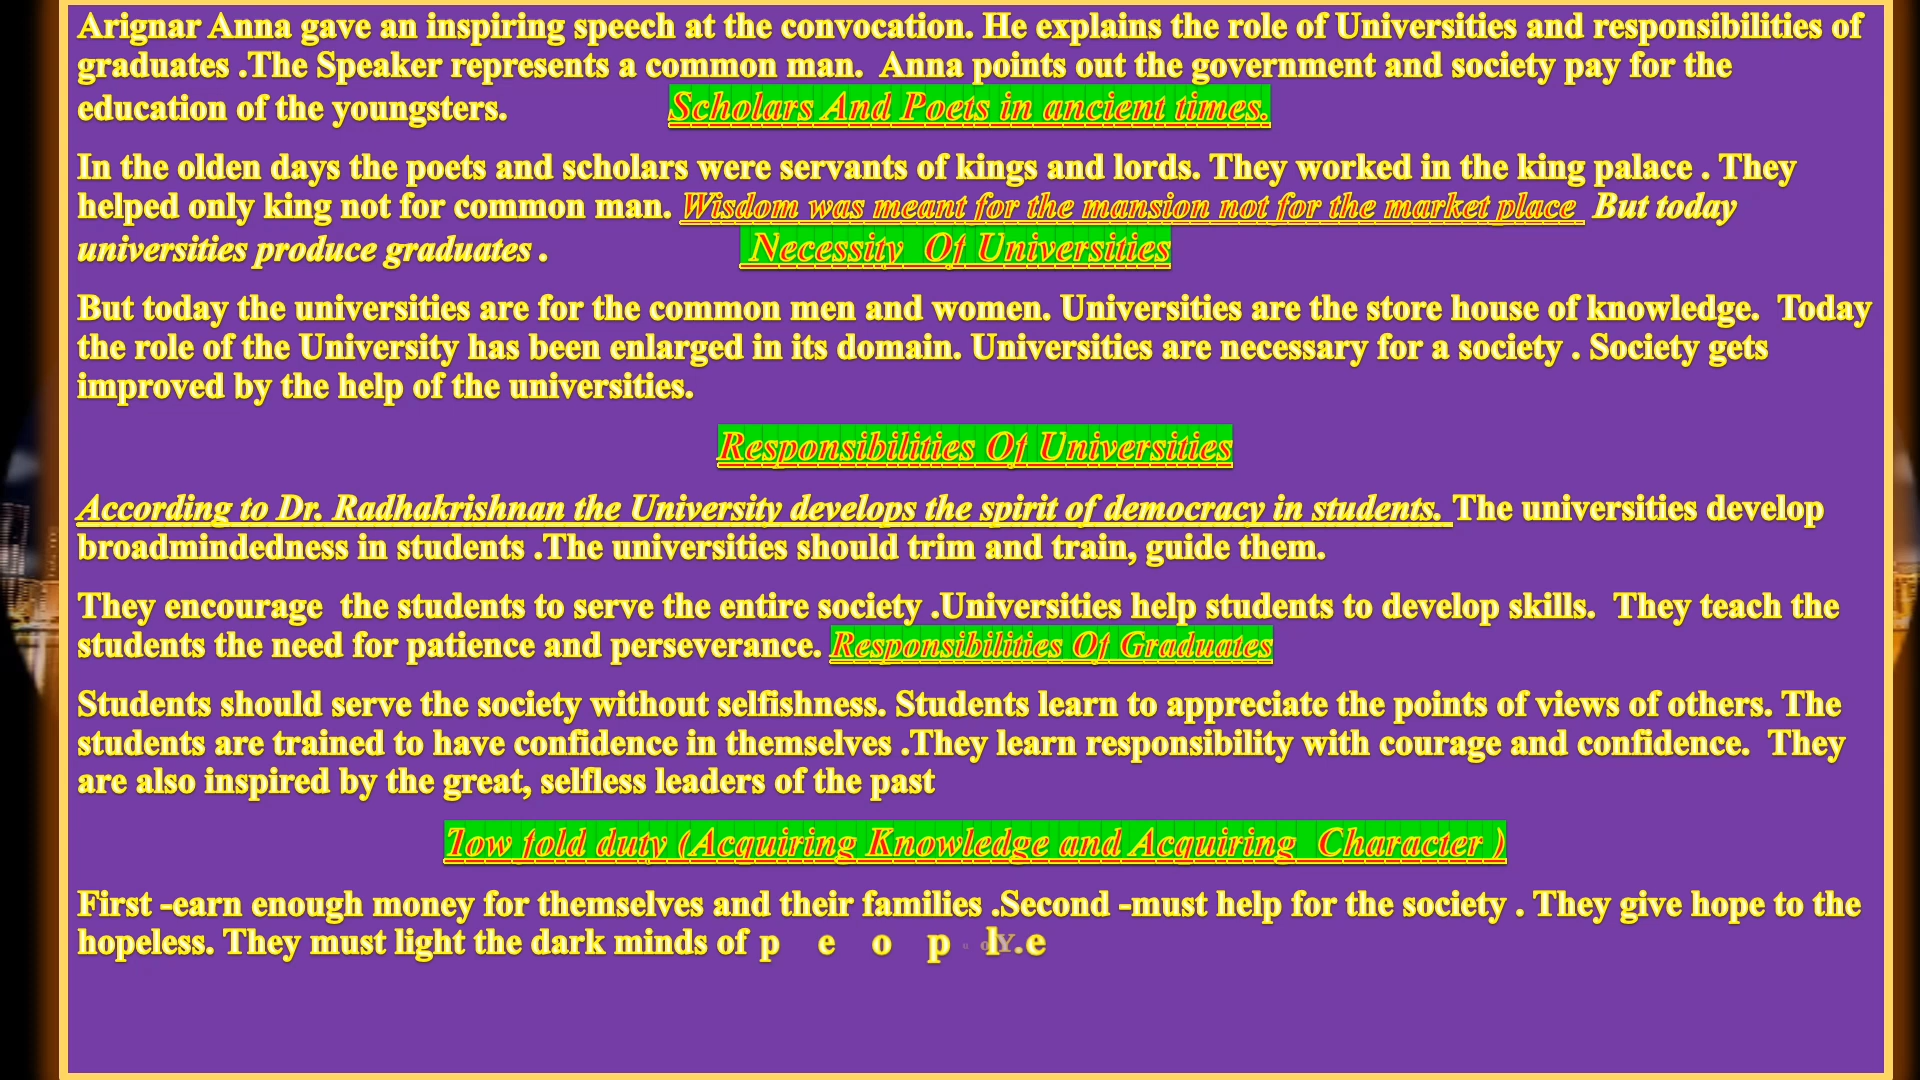 Arignar Anna gave an inspiring speech at the convocation. He explains the role of Universities and responsibilities of
graduates .The Speaker represents a common man. Anna points out the government and society pay for the
education of the youngsters. Scholars And Poets in ancient times.
In the olden days the poets and scholars were servants of kings and lords. They worked in the king palace . They
helped only king not for common man. Wisdom was meant for the mansion not for the market place But today
universities produce graduates . Necessity Of Universities
But today the universities are for the common men and women. Universities are the store house of knowledge. Today
the role of the University has been enlarged in its domain. Universities are necessary for a society . Society gets
improved by the help of the universities.
Responsibilities Of Universities
According to Dr. Radhakrishnan the University develops the spirit of democracy in students. The universities develop
broadmindedness in students .The universities should trim and train, guide them.
They encourage the students to serve the entire society .Universities help students to develop skills. They teach the
students the need for patience and perseverance. Responsibilities Of Graduates
Students should serve the society without selfishness. Students learn to appreciate the points of views of others. The
students are trained to have confidence in themselves .They learn responsibility with courage and confidence. They
are also inspired by the great, selfless leaders of the past
Tow fold duty (Acquiring Knowledge and Acquiring Character )
First -earn enough money for themselves and their families .Second -must help for the society . They give hope to the
hopeless. They must light the dark minds of p e o p l.e